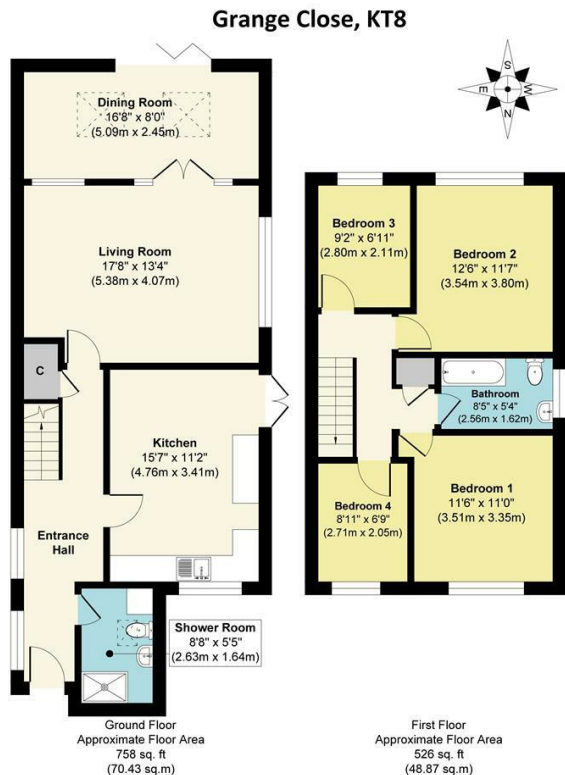 Grange Close, KT8
S
E
W
N
Dining Room
16'8" x 8'0"
(5.09m x 2.45m)
Living Room
17'8" x 13'4"
(5.38m x 4.07m)
C
Kitchen
15'7" x 11'2"
(4.76m x 3.41m)
Entrance
Hall
Shower Room
8'8" x 5'5"
(2.63m x 1.64m)
Ground Floor
Approximate Floor Area
758 sq. ft
(70.43 sq.m)
Bedroom 3
9'2" x 6'11"
(2.80m x 2.11m)
Bedroom 2
12'6" x 11'7"
(3.54m x 3.80m)
Bathroom
8'5" x 5'4"
(2.56m x 1.62m)
Bedroom 1
11'6" x 11'0"
(3.51m x 3.35m)
Bedroom 4
8'11" x 6'9"
(2.71m x 2.05m)
First Floor
Approximate Floor Area
526 sq. ft
(48.87 sq.m)